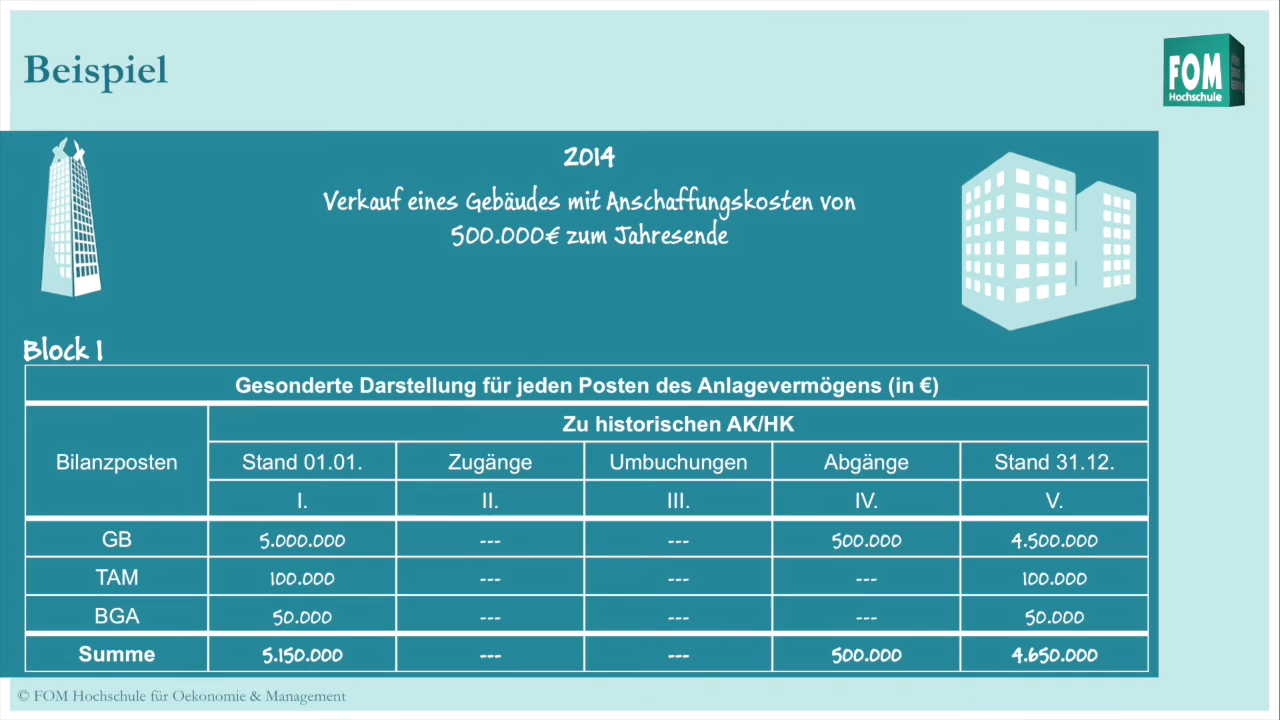 Beispiel
FOM
Hochschule
2014
Verkauf eines Gebäudes mit Anschaffungskosten von
500.000€ zum Jahresende
Block 1
Gesonderte Darstellung für jeden Posten des Anlagevermögens (in €)
Bilanzposten
Zu historischen AK/HK
Stand 01.01. Zugänge Umbuchungen Abgänge Stand 31.12.
I. II. III. IV. V.
GB 5.000.000 --- --- 500.000 4.500.000
TAM 100.000 --- --- --- 100.000
BGA 50.000 --- --- --- 50.000
Summe 5.150.000 --- --- 500.000 4.650.000
© FOM Hochschule für Oekonomie & Management